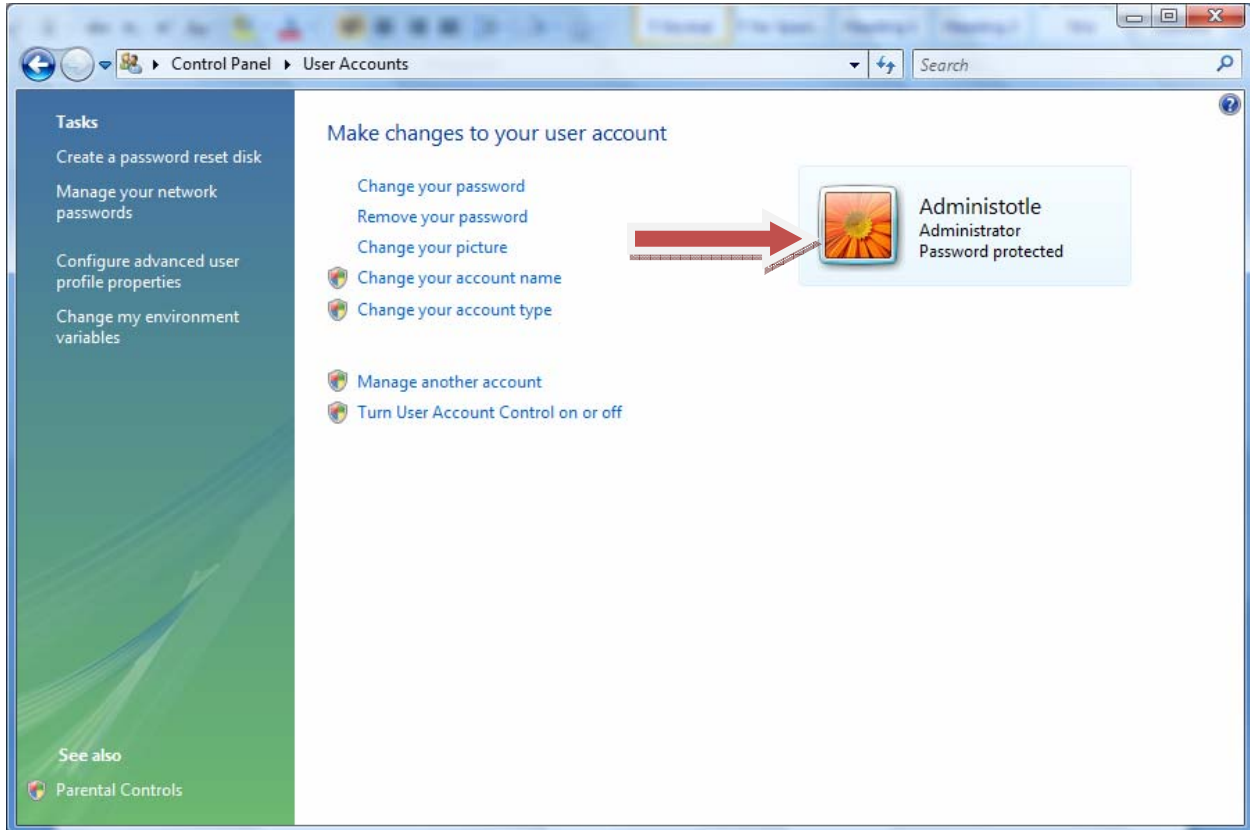 Control Panel
User Accounts
Search
Tasks
Create a password reset disk
Manage your network
passwords
Configure advanced user
profile properties
Change my environment
variables
See also
Parental Controls
Make changes to your user account
Change your password
Remove your password
Change your picture
Change your account name
Change your account type
Manage another account
Turn User Account Control on or off
Administotle
Administrator
Password protected